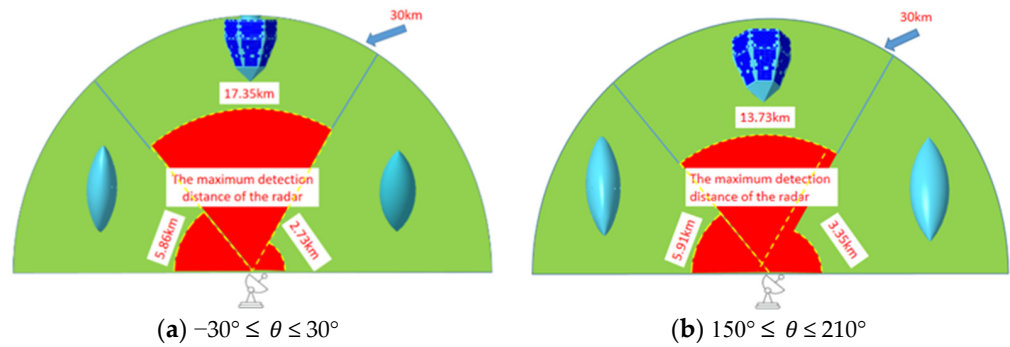 30km
17.35km
The maximum detection
distance of the radar
5.86km
2.73km
(a) −30° ≤ θ ≤ 30°
30km
13.73km
The maximum detection
distance of the radar
5.91km
3.35km
(b) 150° ≤ θ ≤ 210°